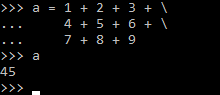 >>> a = 1 + 2 + 3 + \
...     4 + 5 + 6 + \
...     7 + 8 + 9
>>> a
45
>>>